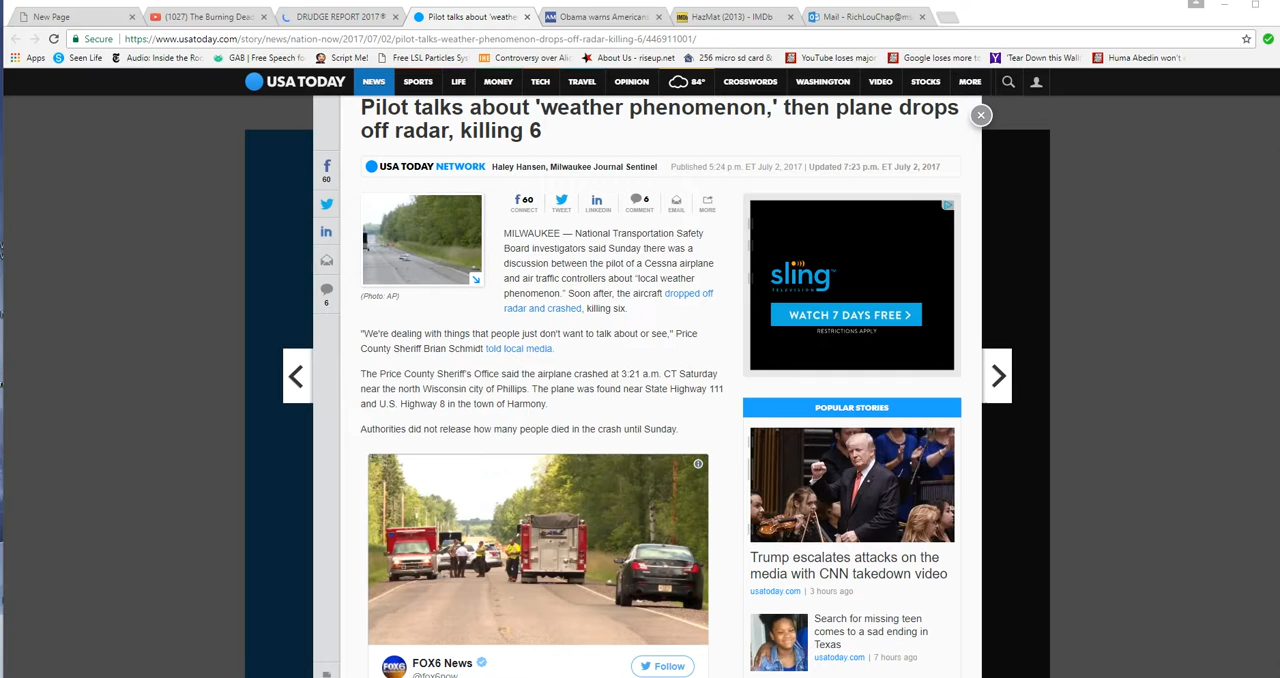 New Page
(1027) The Burning Dead
DRUDGE REPORT 2017®
Pilot talks about 'weathe
Obama warns American
HazMat (2013) - IMDb
Mail - RichLouChap@m
Secure
https://www.usatoday.com/story/news/nation-now/2017/07/02/pilot-talks-weather-phenomenon-drops-off-radar-killing-6/446911001/
Apps
Seen Life
Audio: Inside the Ro
GAB | Free Speech fo
Script Me!
Free LSL Particles Sys
Controversy over Ali
About Us - riseup.net
256 micro sd card &
YouTube loses major
Google loses more to
'Tear Down this Wall
Huma Abedin won't
USA TODAY
NEWS
SPORTS
LIFE
MONEY
TECH
TRAVEL
OPINION
84°
CROSSWORDS
WASHINGTON
VIDEO
STOCKS
MORE
Pilot talks about 'weather phenomenon,' then plane drops
off radar, killing 6
USA TODAY NETWORK
Haley Hansen, Milwaukee Journal Sentinel
Published 5:24 p.m. ET July 2, 2017 | Updated 7:23 p.m. ET July 2, 2017
60
6
(Photo: AP)
60
CONNECT
TWEET
LINKEDIN
6
COMMENT
EMAIL
MORE
MILWAUKEE — National Transportation Safety
Board investigators said Sunday there was a
discussion between the pilot of a Cessna airplane
and air traffic controllers about "local weather
phenomenon." Soon after, the aircraft dropped off
radar and crashed, killing six.
"We're dealing with things that people just don't want to talk about or see," Price
County Sheriff Brian Schmidt told local media.
The Price County Sheriff's Office said the airplane crashed at 3:21 a.m. CT Saturday
near the north Wisconsin city of Phillips. The plane was found near State Highway 111
and U.S. Highway 8 in the town of Harmony.
Authorities did not release how many people died in the crash until Sunday.
FOX6 News
@fox6now
Follow
sling
TELEVISION
WATCH 7 DAYS FREE >
RESTRICTIONS APPLY
POPULAR STORIES
Trump escalates attacks on the
media with CNN takedown video
usatoday.com | 3 hours ago
Search for missing teen
comes to a sad ending in
Texas
usatoday.com | 7 hours ago